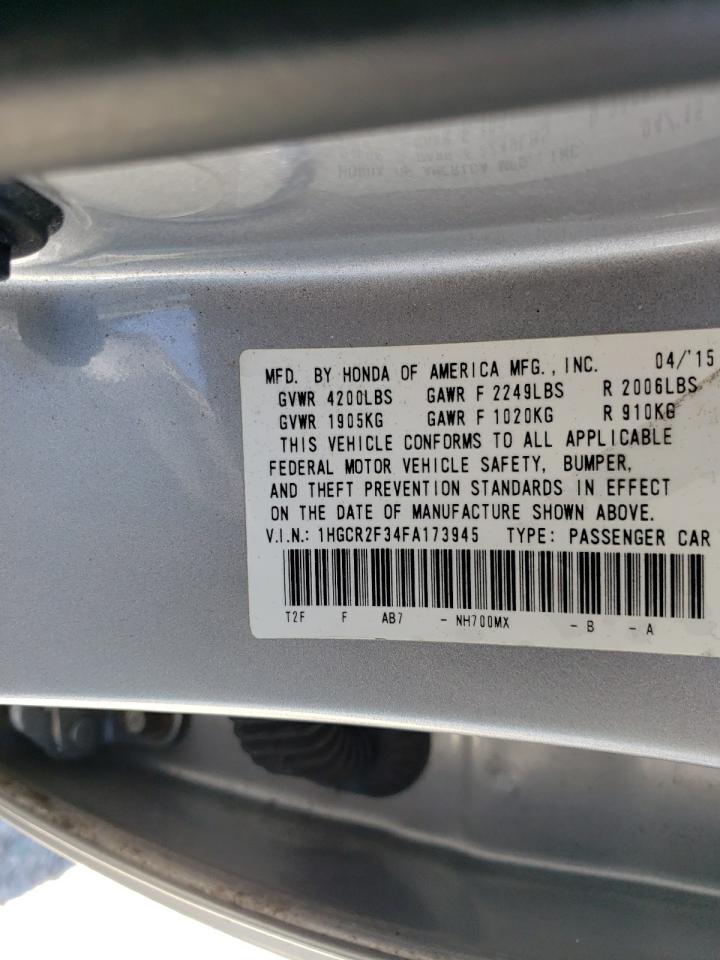 MFD. BY HONDA OF AMERICA MFG., INC. 04/'15
GVWR 4200LBS GAWR F 2249LBS R 2006LBS
GVWR 1905KG GAWR F 1020KG R 910KG
THIS VEHICLE CONFORMS TO ALL APPLICABLE
FEDERAL MOTOR VEHICLE SAFETY, BUMPER,
AND THEFT PREVENTION STANDARDS IN EFFECT
ON THE DATE OF MANUFACTURE SHOWN ABOVE.
V.I.N.: 1HGCR2F34FA173945 TYPE: PASSENGER CAR
T2F F AB7 - NH700MX - B - A